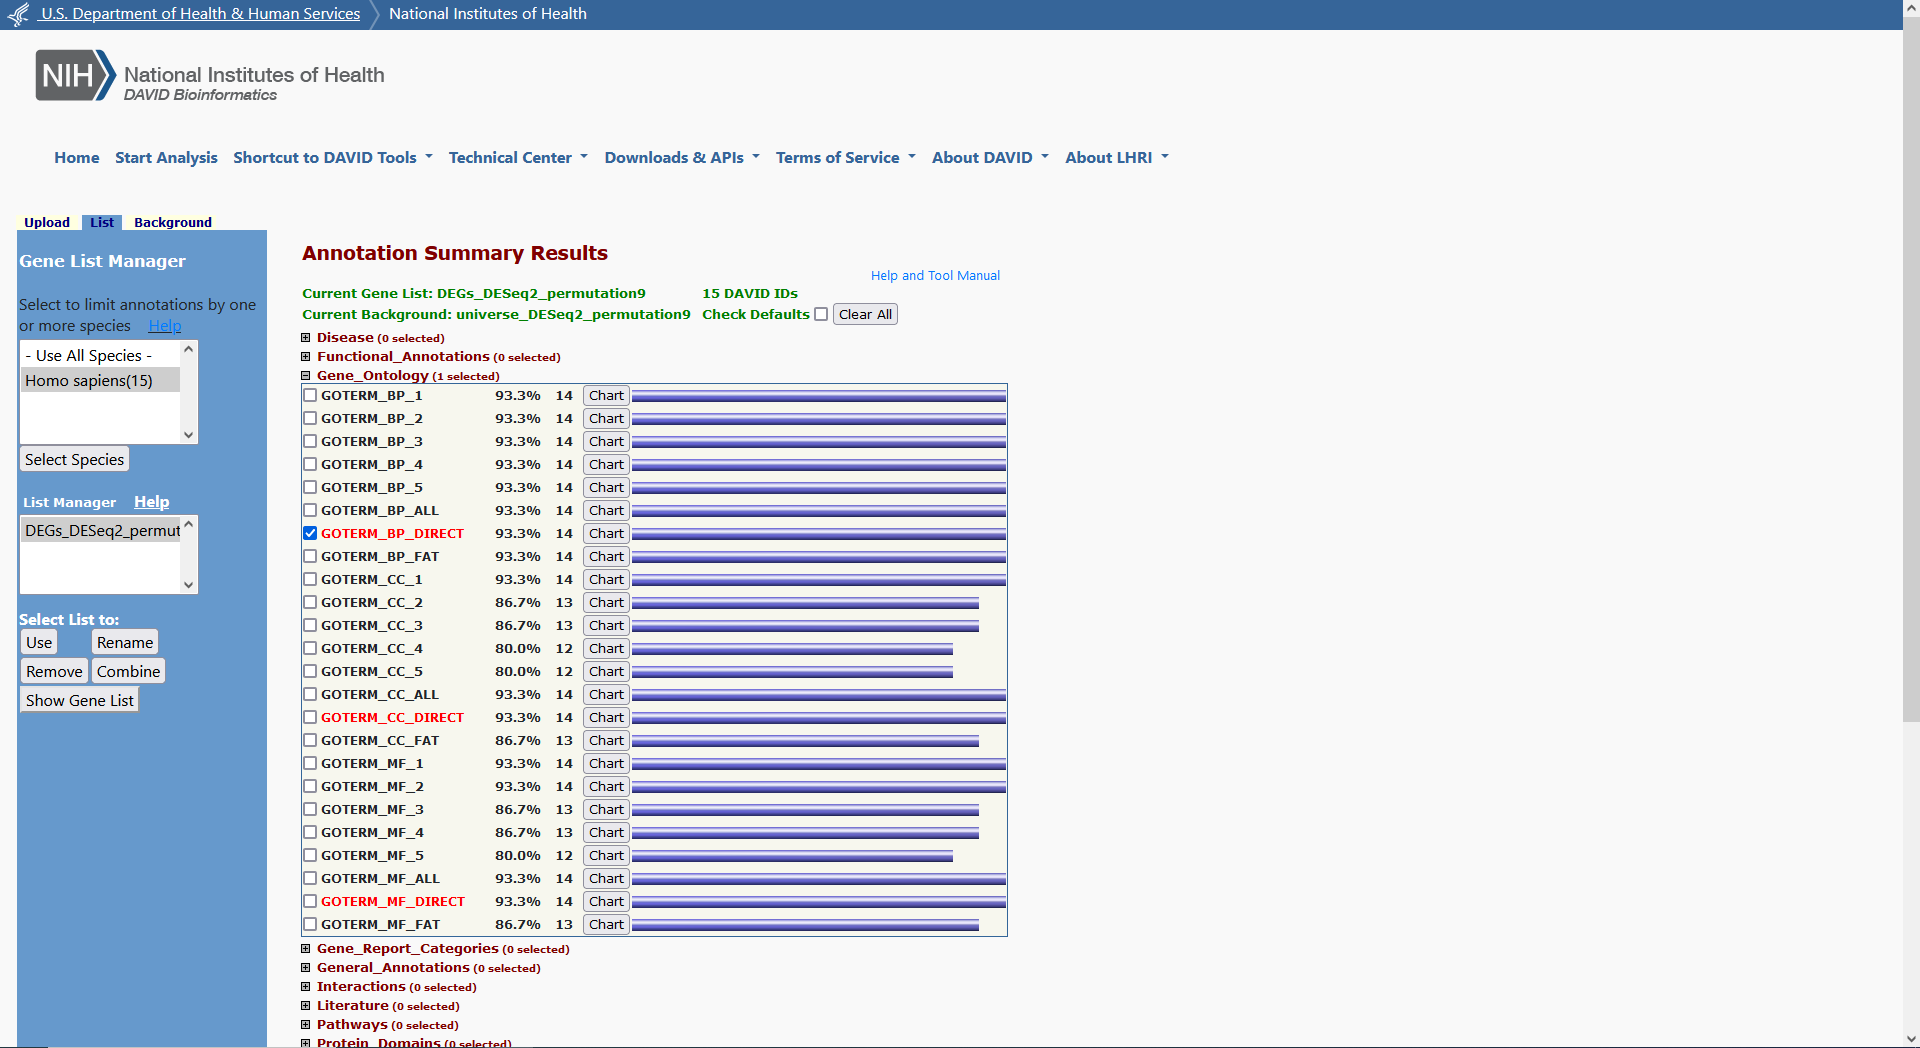 U.S. Department of Health & Human Services National Institutes of Health
NIH National Institutes of Health
DAVID Bioinformatics
Home Start Analysis Shortcut to DAVID Tools Technical Center Downloads & APIs Terms of Service About DAVID About LHRI
Upload List Background
Gene List Manager
Select to limit annotations by one
or more species Help
- Use All Species -
Homo sapiens(15)
Select Species
List Manager Help
DEGs_DESeq2_permut
Select List to:
Use Rename
Remove Combine
Show Gene List
Annotation Summary Results
Help and Tool Manual
Current Gene List: DEGs_DESeq2_permutation9 15 DAVID IDs
Current Background: universe_DESeq2_permutation9 Check Defaults Clear All
Disease (0 selected)
Functional_Annotations (0 selected)
Gene_Ontology (1 selected)
GOTERM_BP_1 93.3% 14 Chart
GOTERM_BP_2 93.3% 14 Chart
GOTERM_BP_3 93.3% 14 Chart
GOTERM_BP_4 93.3% 14 Chart
GOTERM_BP_5 93.3% 14 Chart
GOTERM_BP_ALL 93.3% 14 Chart
GOTERM_BP_DIRECT 93.3% 14 Chart
GOTERM_BP_FAT 93.3% 14 Chart
GOTERM_CC_1 93.3% 14 Chart
GOTERM_CC_2 86.7% 13 Chart
GOTERM_CC_3 86.7% 13 Chart
GOTERM_CC_4 80.0% 12 Chart
GOTERM_CC_5 80.0% 12 Chart
GOTERM_CC_ALL 93.3% 14 Chart
GOTERM_CC_DIRECT 93.3% 14 Chart
GOTERM_CC_FAT 86.7% 13 Chart
GOTERM_MF_1 93.3% 14 Chart
GOTERM_MF_2 93.3% 14 Chart
GOTERM_MF_3 86.7% 13 Chart
GOTERM_MF_4 86.7% 13 Chart
GOTERM_MF_5 80.0% 12 Chart
GOTERM_MF_ALL 93.3% 14 Chart
GOTERM_MF_DIRECT 93.3% 14 Chart
GOTERM_MF_FAT 86.7% 13 Chart
Gene_Report_Categories (0 selected)
General_Annotations (0 selected)
Interactions (0 selected)
Literature (0 selected)
Pathways (0 selected)
Protein_Domains (0 selected)